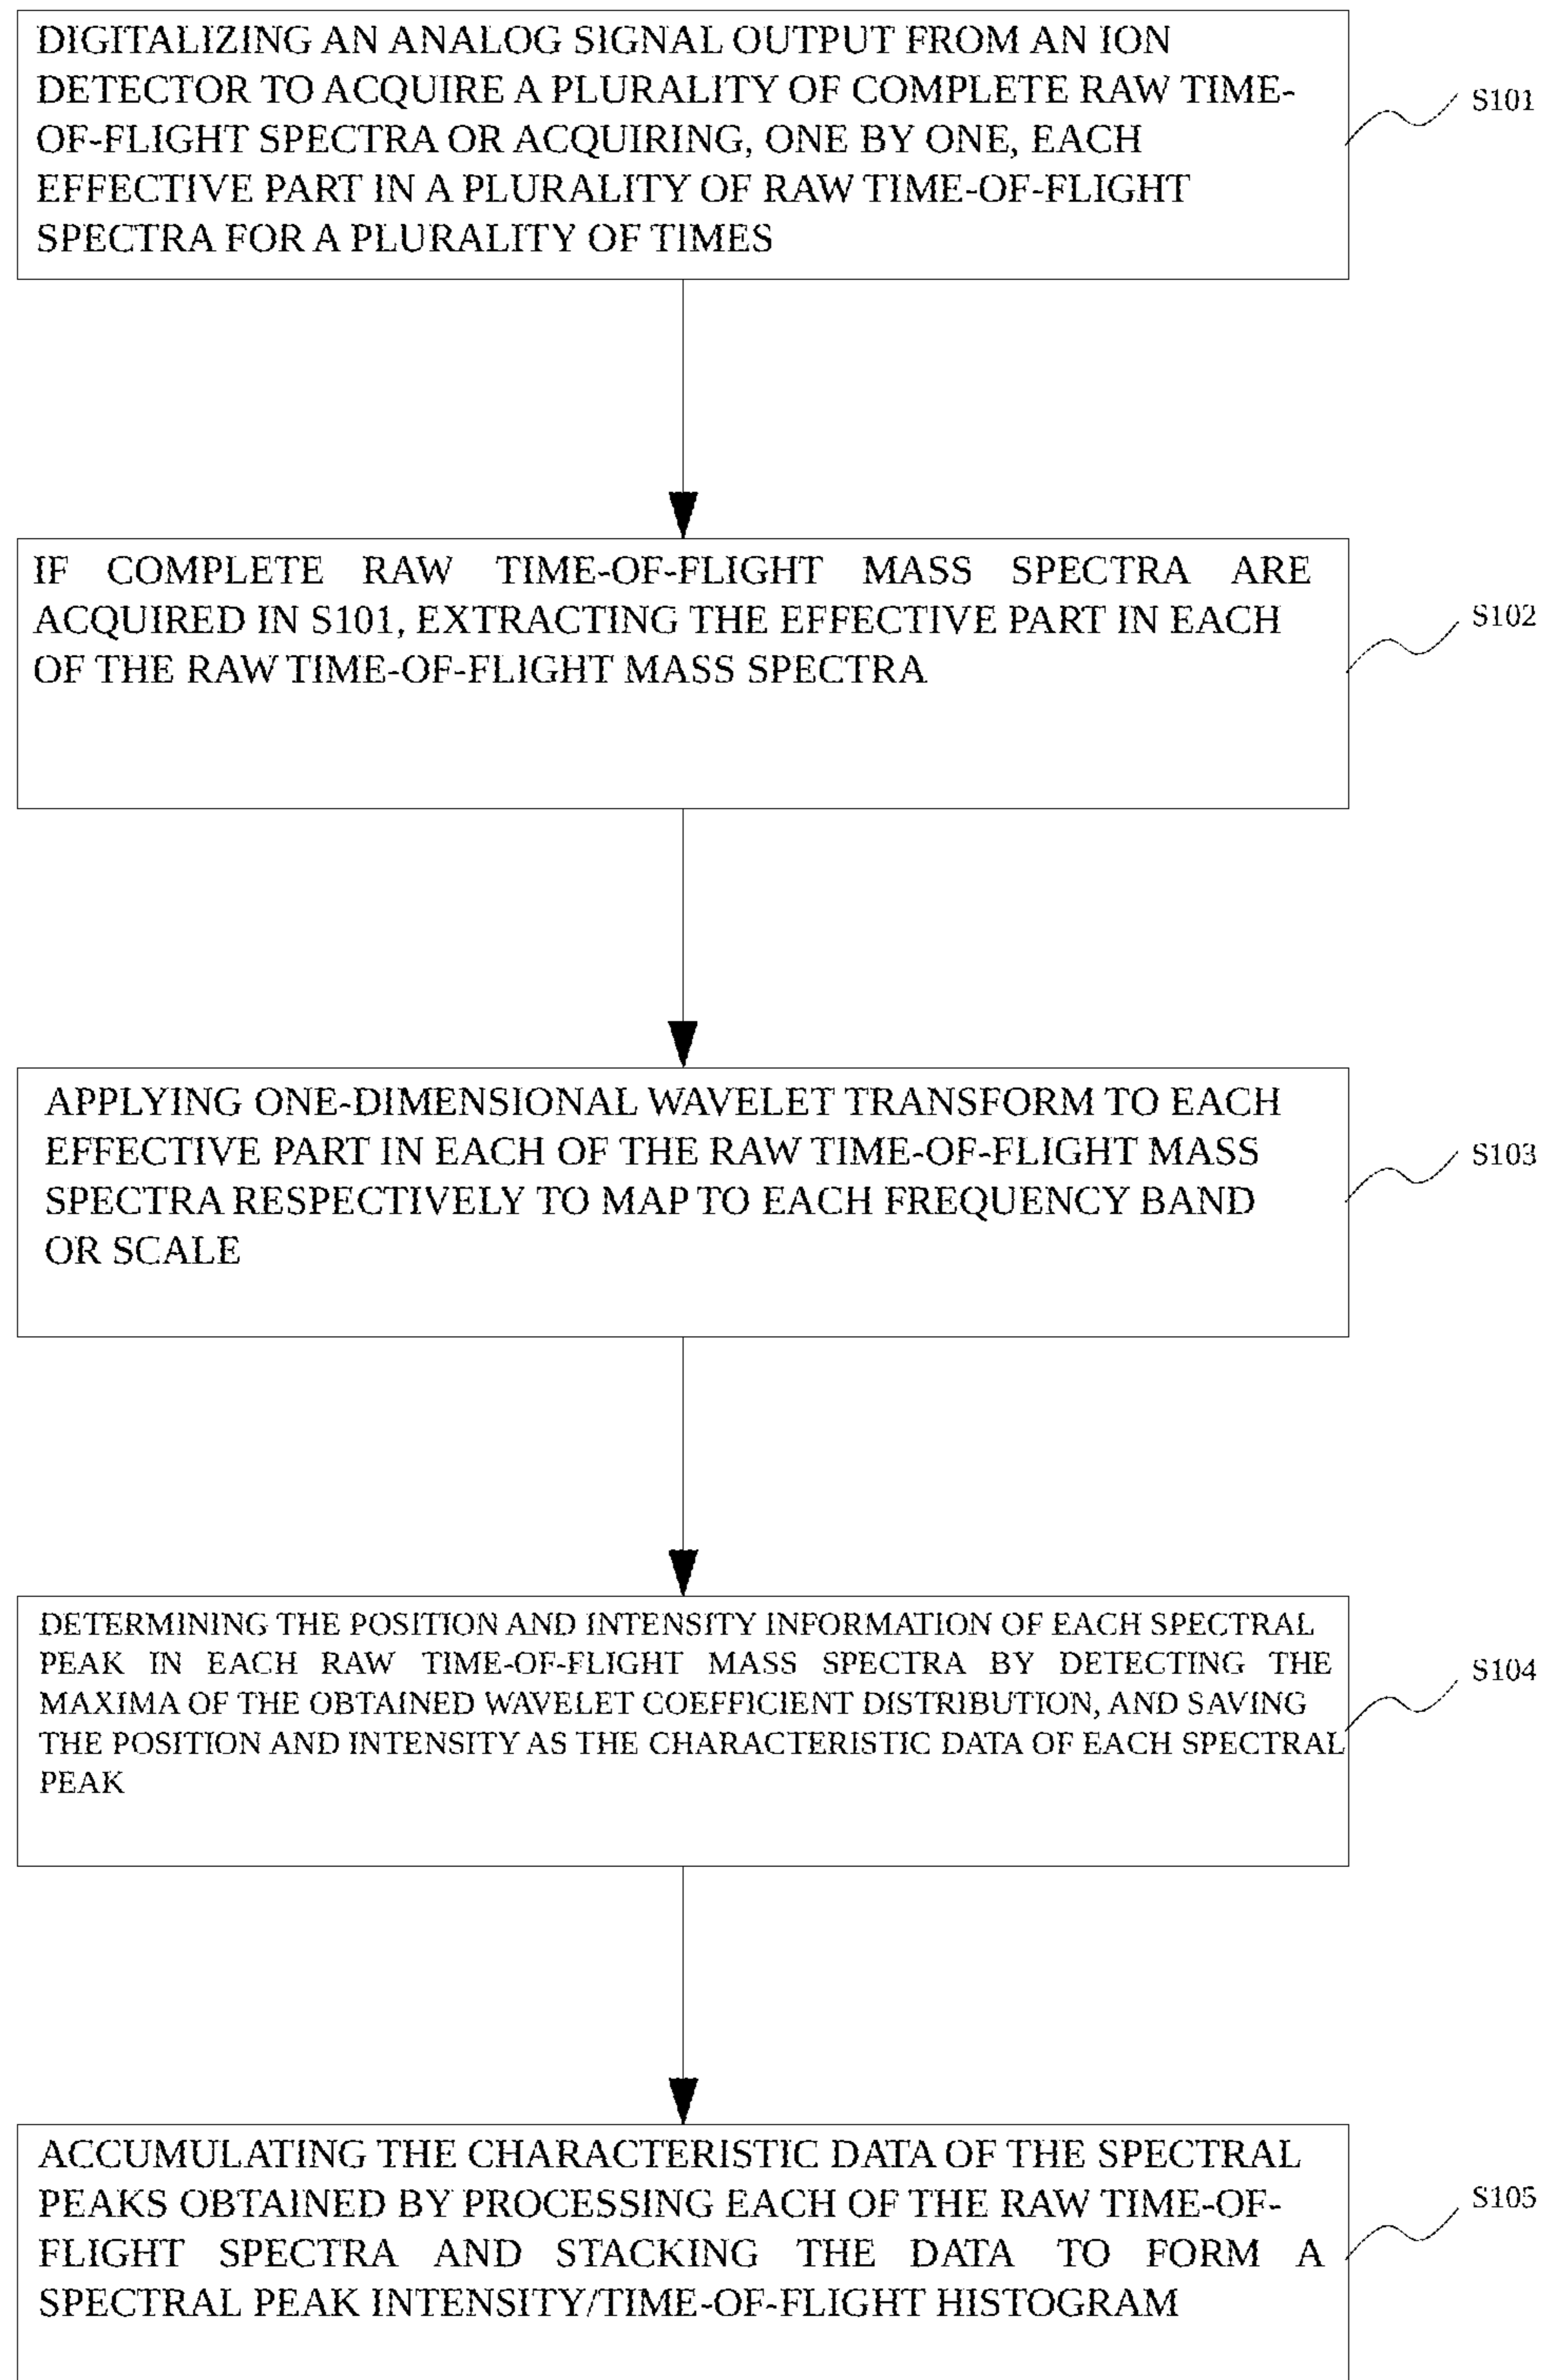 DIGITALIZING AN ANALOG SIGNAL OUTPUT FROM AN ION
DETECTOR TO ACQUIRE A PLURALITY OF COMPLETE RAW TIME-
OF-FLIGHT SPECTRA OR ACQUIRING, ONE BY ONE, EACH
EFFECTIVE PART IN A PLURALITY OF RAW TIME-OF-FLIGHT
SPECTRA FOR A PLURALITY OF TIMES
S101
IF COMPLETE RAW TIME-OF-FLIGHT MASS SPECTRA ARE
ACQUIRED IN S101, EXTRACTING THE EFFECTIVE PART IN EACH
OF THE RAW TIME-OF-FLIGHT MASS SPECTRA
S102
APPLYING ONE-DIMENSIONAL WAVELET TRANSFORM TO EACH
EFFECTIVE PART IN EACH OF THE RAW TIME-OF-FLIGHT MASS
SPECTRA RESPECTIVELY TO MAP TO EACH FREQUENCY BAND
OR SCALE
S103
DETERMINING THE POSITION AND INTENSITY INFORMATION OF EACH SPECTRAL
PEAK IN EACH RAW TIME-OF-FLIGHT MASS SPECTRA BY DETECTING THE
MAXIMA OF THE OBTAINED WAVELET COEFFICIENT DISTRIBUTION, AND SAVING
THE POSITION AND INTENSITY AS THE CHARACTERISTIC DATA OF EACH SPECTRAL
PEAK
S104
ACCUMULATING THE CHARACTERISTIC DATA OF THE SPECTRAL
PEAKS OBTAINED BY PROCESSING EACH OF THE RAW TIME-OF-
FLIGHT SPECTRA AND STACKING THE DATA TO FORM A
SPECTRAL PEAK INTENSITY/TIME-OF-FLIGHT HISTOGRAM
S105